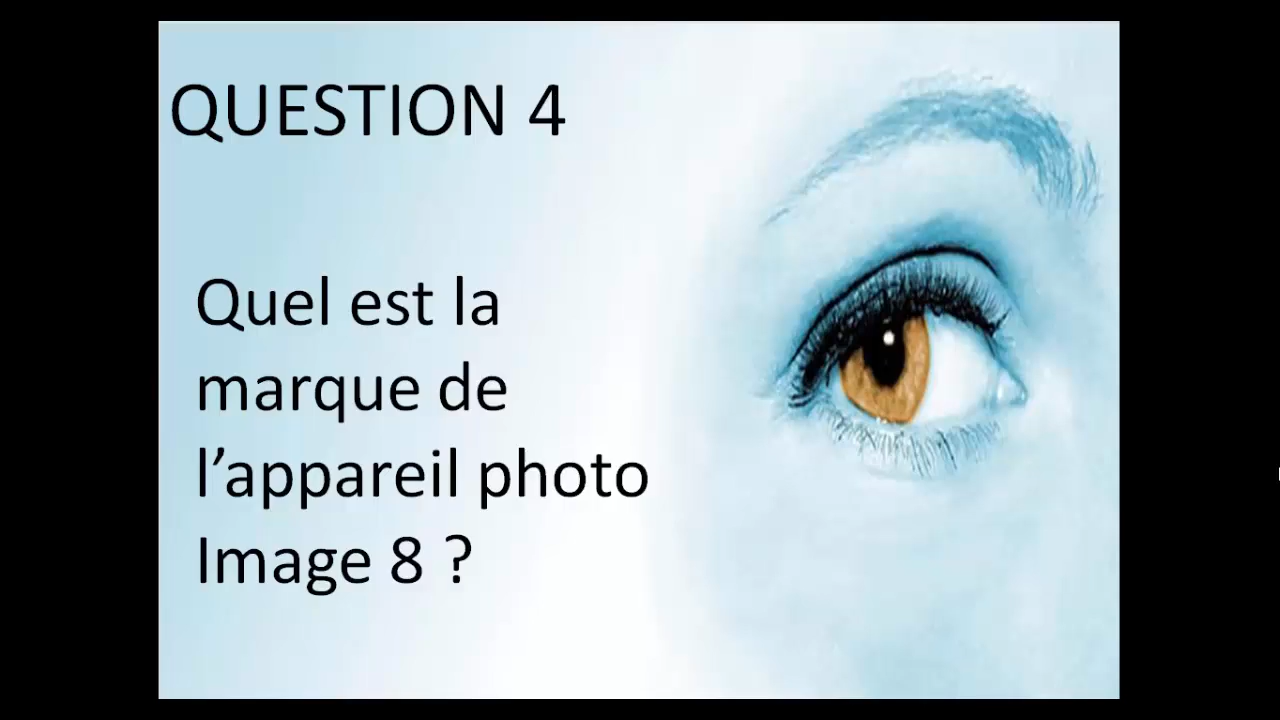 QUESTION 4
Quel est la
marque de
l’appareil photo
Image 8 ?